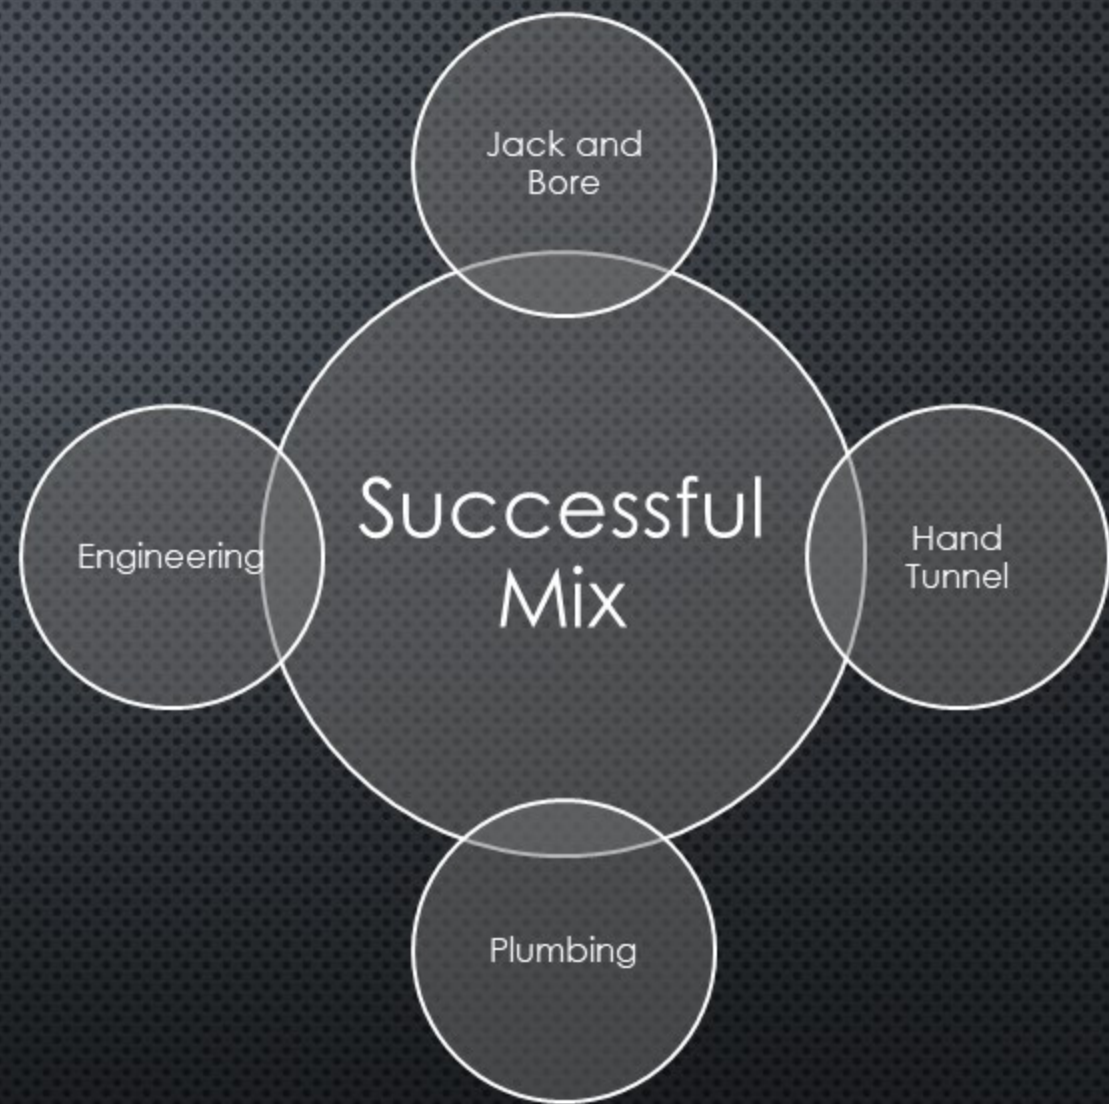 Jack and
Bore
Engineering
Successful
Mix
Hand
Tunnel
Plumbing